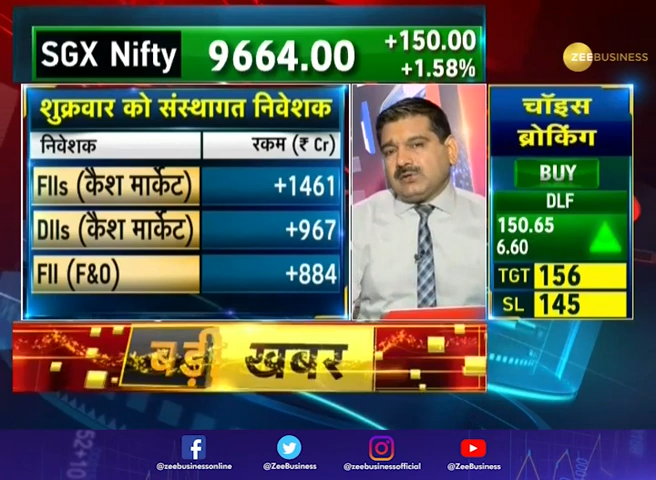 SGX Nifty 9664.00 +150.00
+1.58%
ZEEBUSINESS
शुक्रवार को संस्थागत निवेशक
निवेशक रकम (₹ Cr)
FIIs (कैश मार्केट) +1461
DIIs (कैश मार्केट) +967
FII (F&O) +884
चॉइस
ब्रोकिंग
BUY
DLF
150.65
6.60
TGT 156
SL 145
बड़ी खबर
@zeebusinessonline
@ZeeBusiness
@zeebusinessofficial
@ZeeBusiness